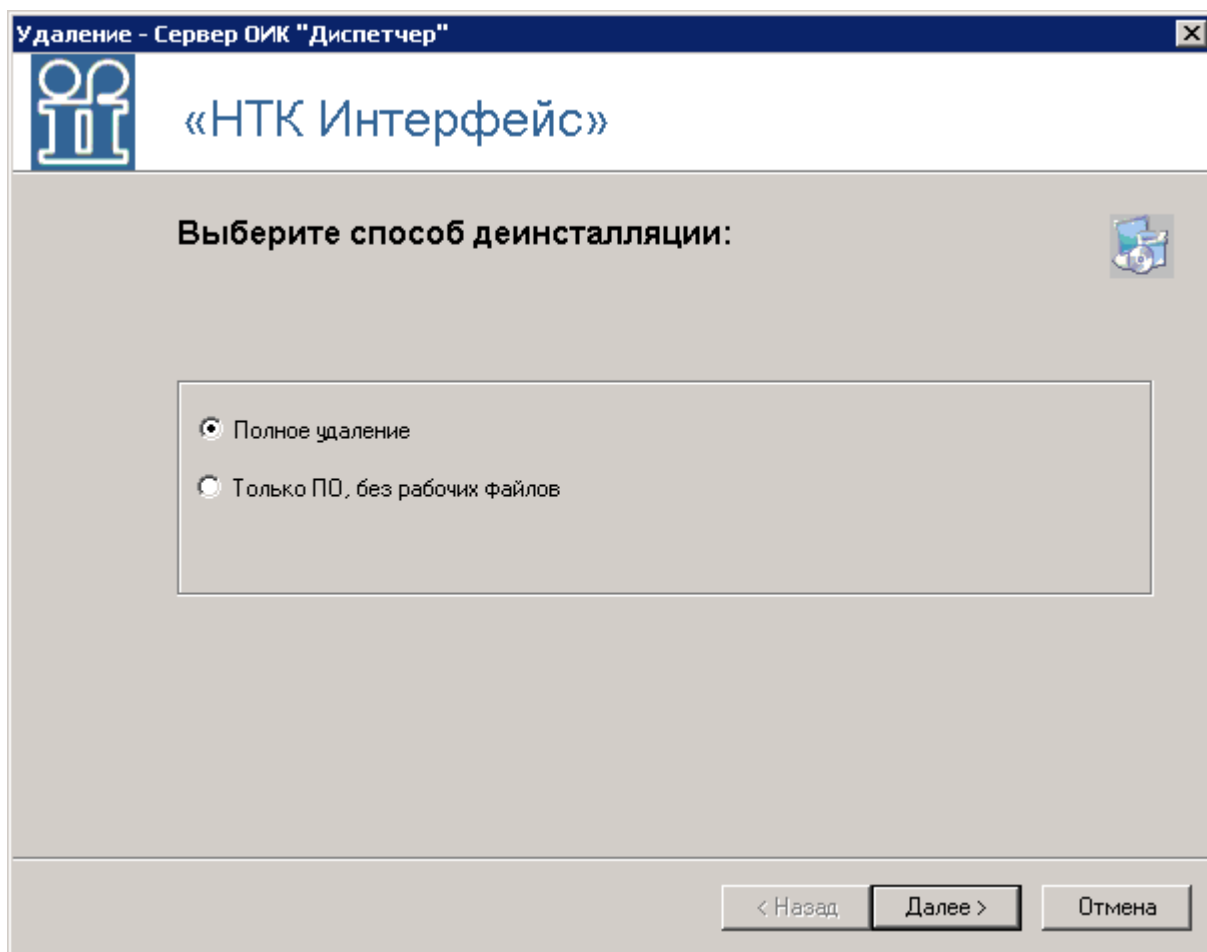 Удаление - Сервер ОИК "Диспетчер"
«НТК Интерфейс»
Выберите способ деинсталляции:
Полное удаление
Только ПО, без рабочих файлов
< Назад
Далее >
Отмена